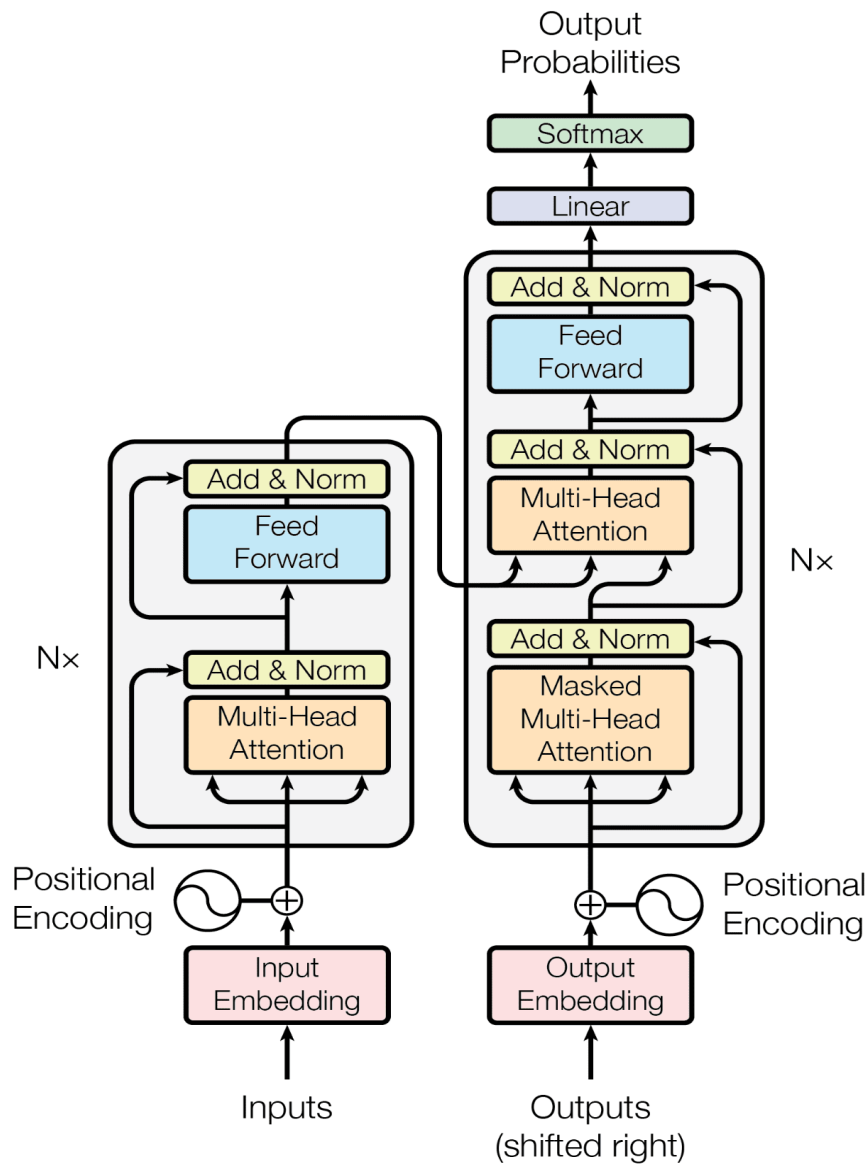 Output
Probabilities
Softmax
Linear
Add & Norm
Feed
Forward
Add & Norm
Multi-Head
Attention
Add & Norm
Masked
Multi-Head
Attention
N×
Add & Norm
Feed
Forward
Add & Norm
Multi-Head
Attention
N×
Positional
Encoding
Positional
Encoding
Input
Embedding
Output
Embedding
Inputs
Outputs
(shifted right)